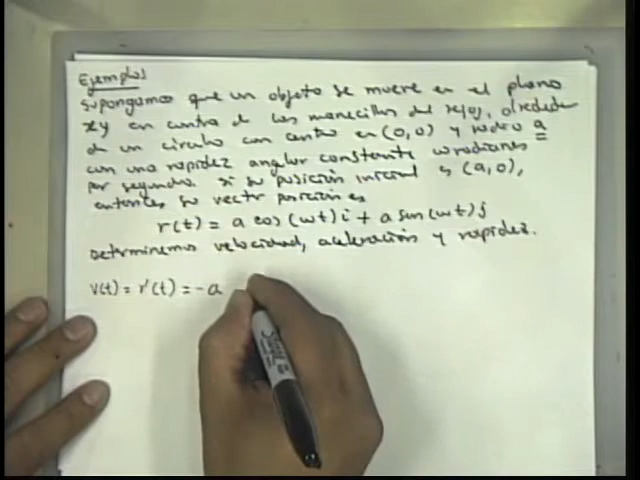 Ejemplos
Supongamos que un objeto se mueve en el plano
xy en contra de las manecillas del reloj, alrededor
de un círculo con centro en (0,0) y radio a
con una rapidez angular constante ω radianes
por segundo. Si su posición inicial es (a,0),
entonces su vector posición es
r(t) = a cos(ωt)i + a sin(ωt)j
Determinemos velocidad, aceleración y rapidez.
v(t) = r'(t) = -a